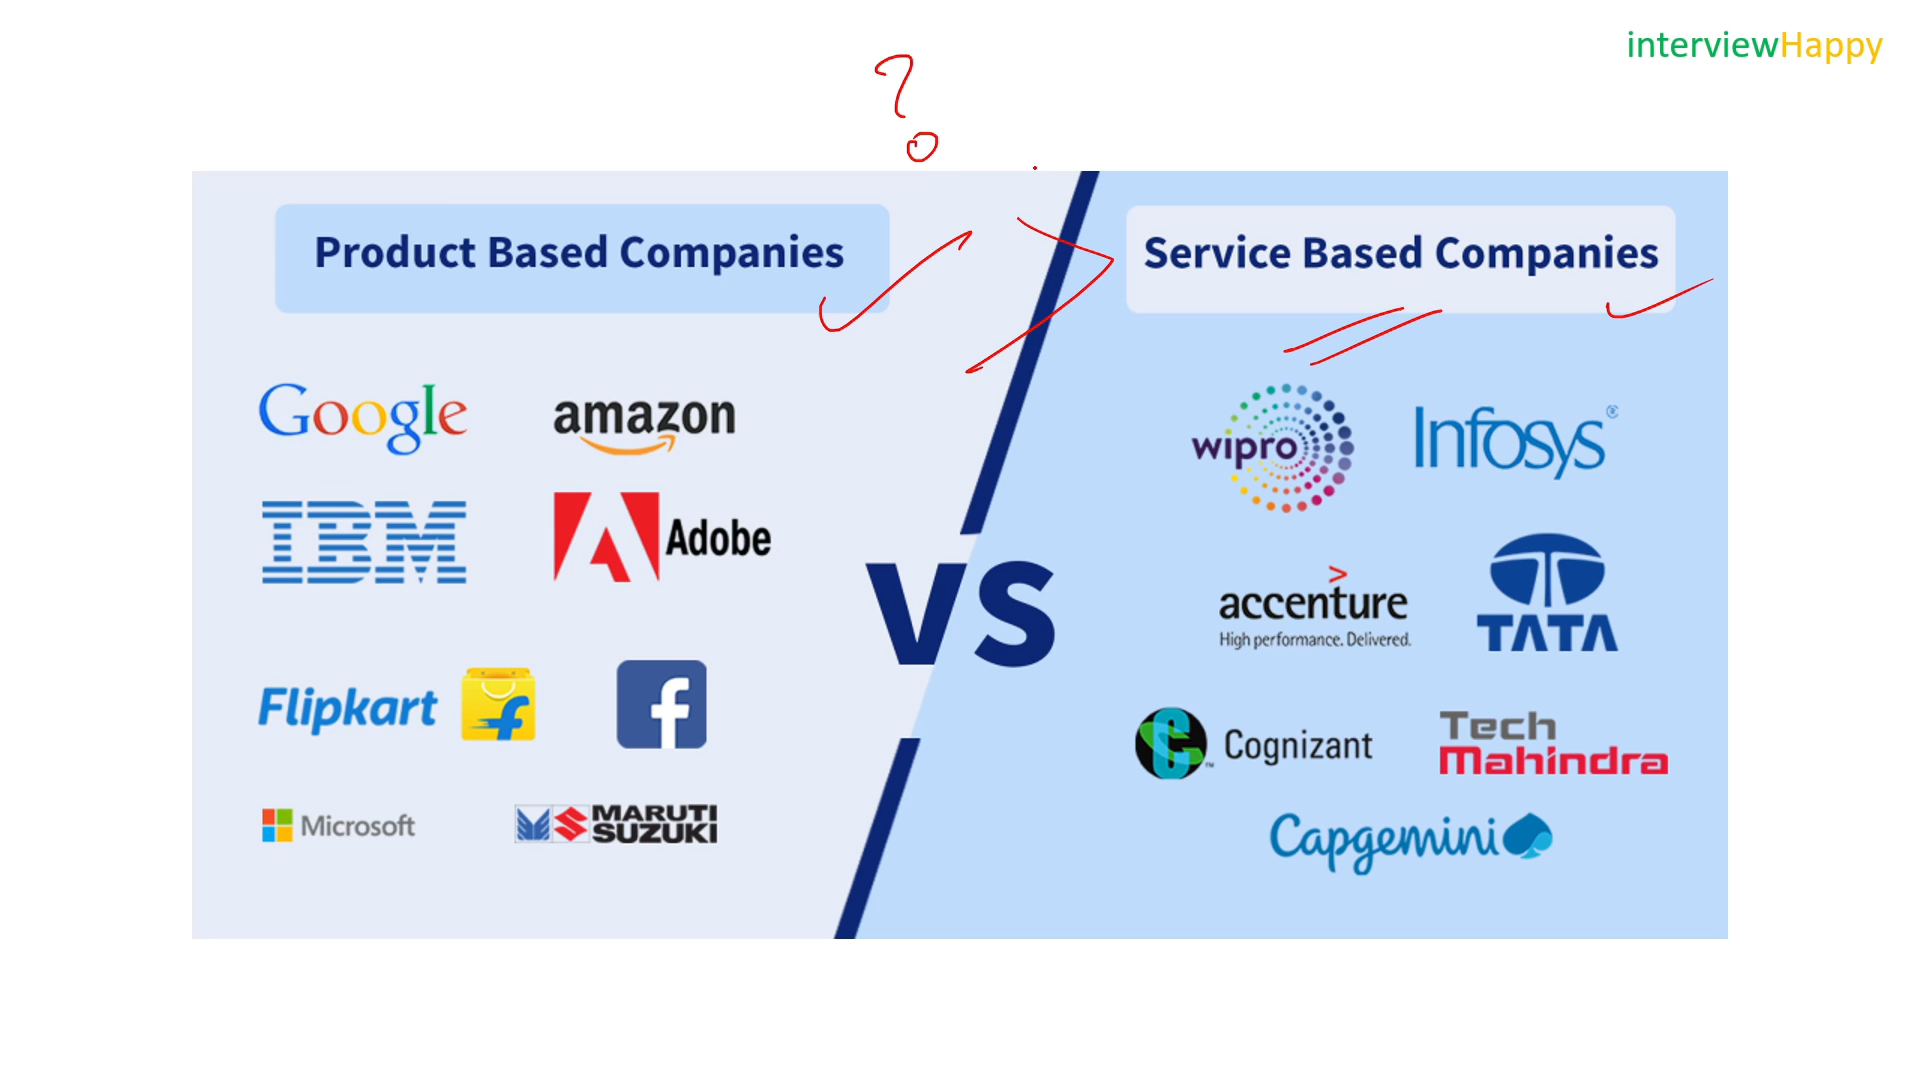 interviewHappy
?
Product Based Companies
Service Based Companies
Google
amazon
IBM
Adobe
Flipkart
f
f
Microsoft
MARUTI
SUZUKI
VS
wipro
Infosys®
accenture
High performance. Delivered.
TATA
Cognizant
™
Tech
Mahindra
Capgemini